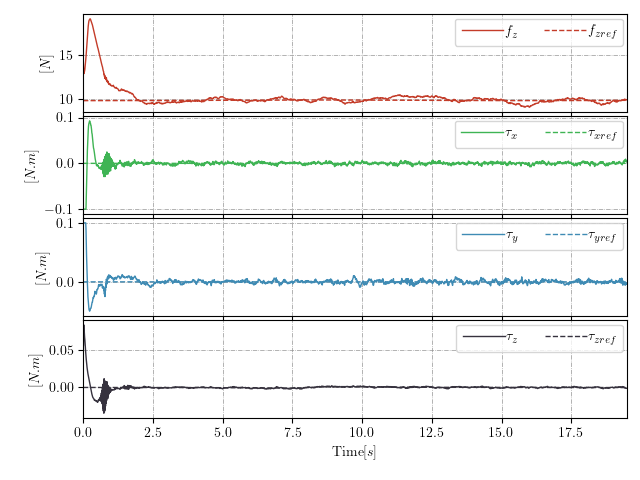 f_z f_zref
[N]
15
10
τ_x τ_xref
[N.m]
0.1
0.0
−0.1
τ_y τ_yref
[N.m]
0.1
0.0
τ_z τ_zref
[N.m]
0.05
0.00
0.0 2.5 5.0 7.5 10.0 12.5 15.0 17.5
Time[s]